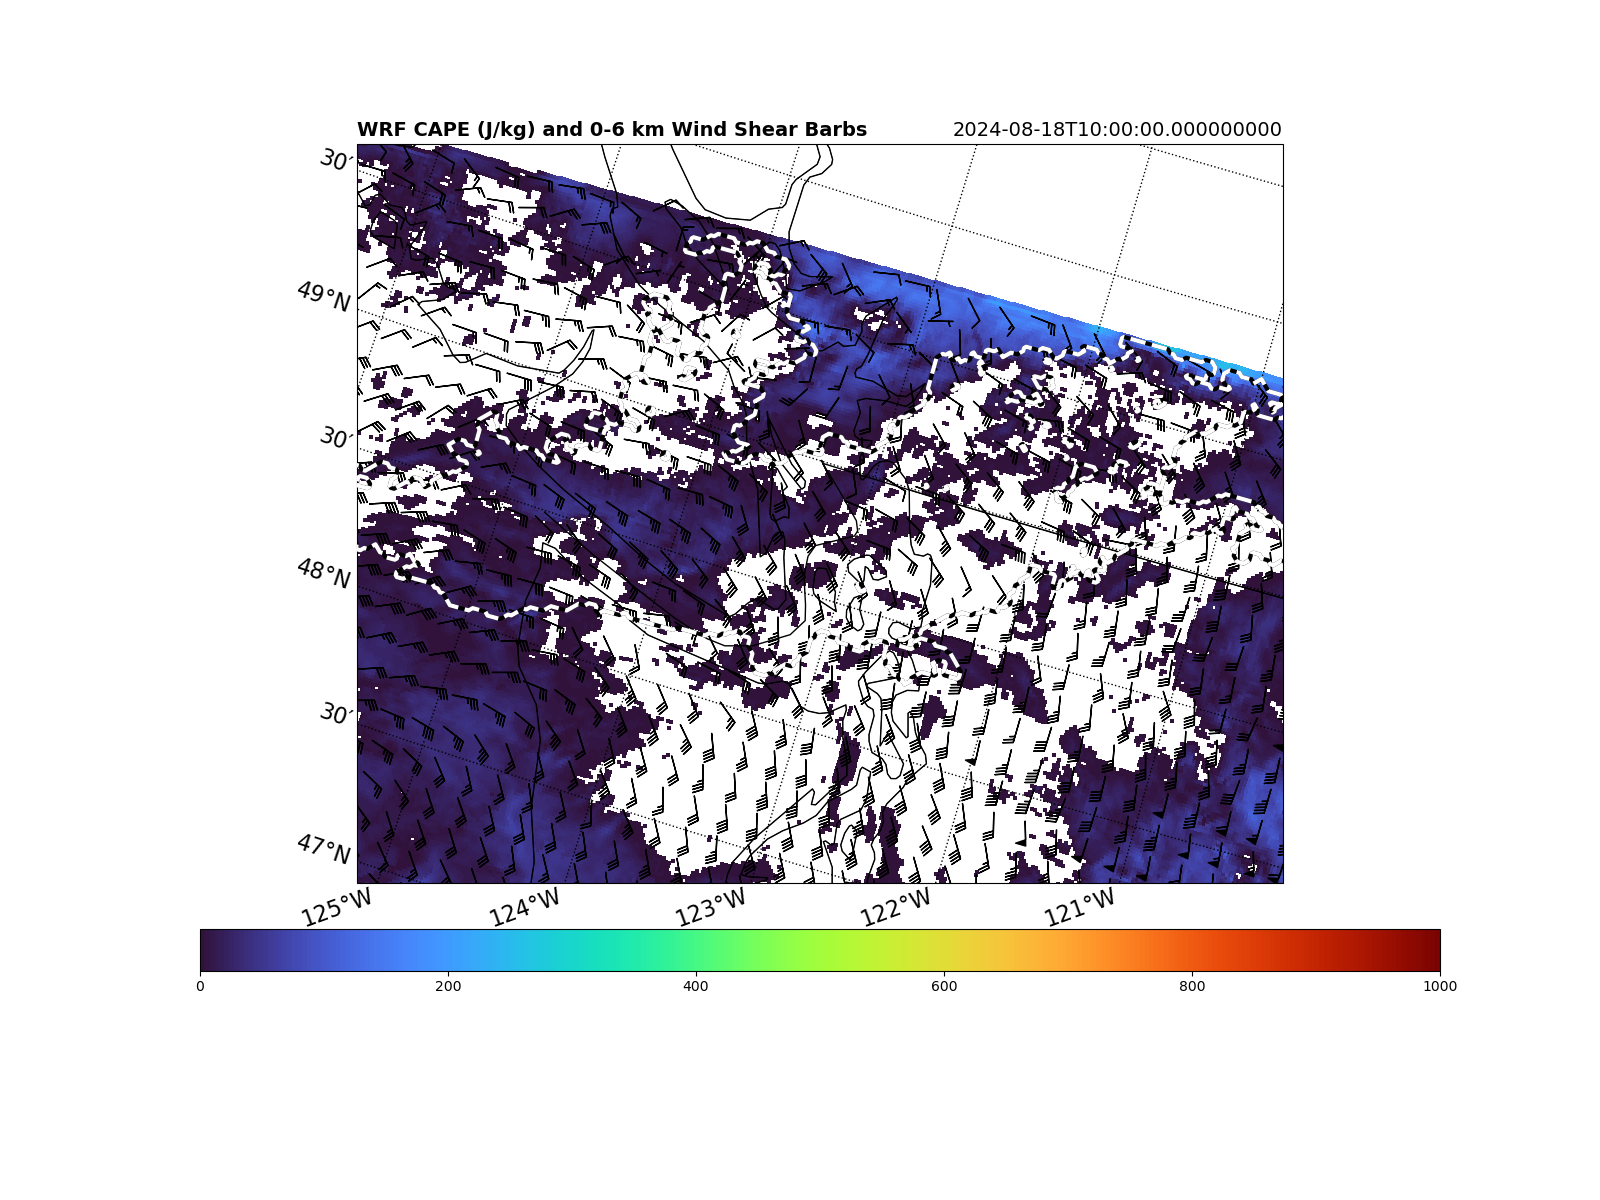 WRF CAPE (J/kg) and 0-6 km Wind Shear Barbs 2024-08-18T10:00:00.000000000
30′
49°N
30′
48°N
30′
47°N
125°W 124°W 123°W 122°W 121°W
0 200 400 600 800 1000